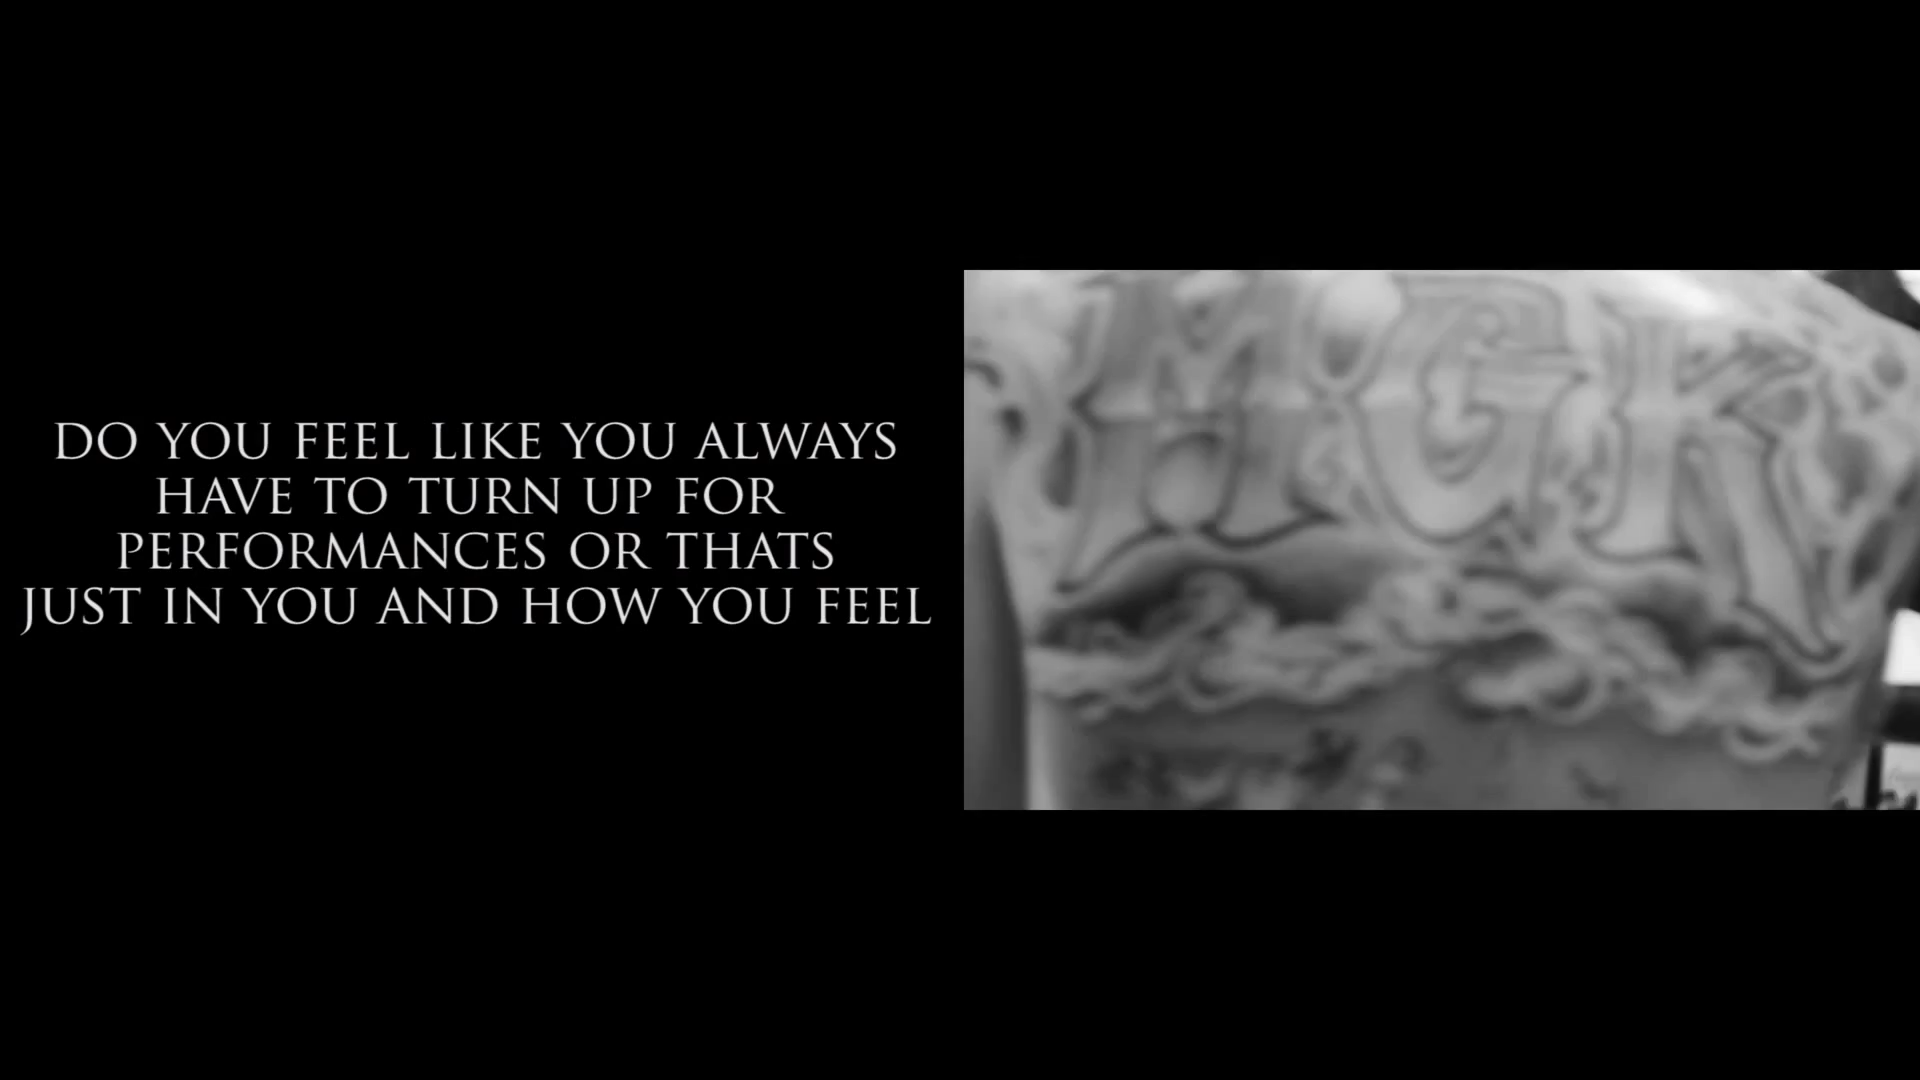 DO YOU FEEL LIKE YOU ALWAYS
HAVE TO TURN UP FOR
PERFORMANCES OR THATS
JUST IN YOU AND HOW YOU FEEL
MGK